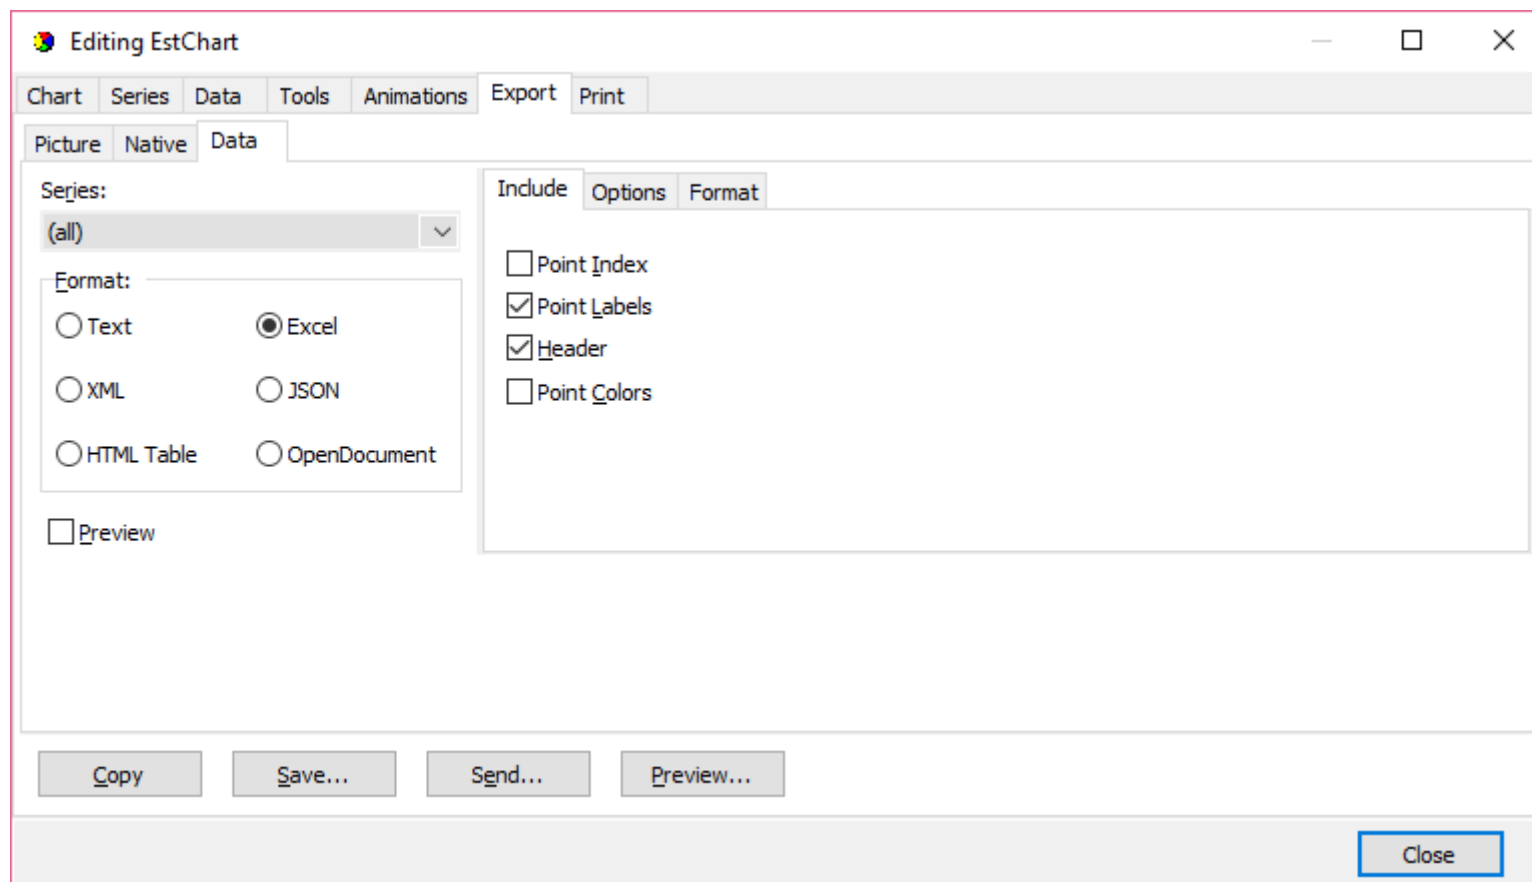 Editing EstChart
Chart Series Data Tools Animations Export Print
Picture Native Data
Series:
(all)
Format:
Text Excel
XML JSON
HTML Table OpenDocument
Preview
Include Options Format
Point Index
Point Labels
Header
Point Colors
Copy Save... Send... Preview...
Close